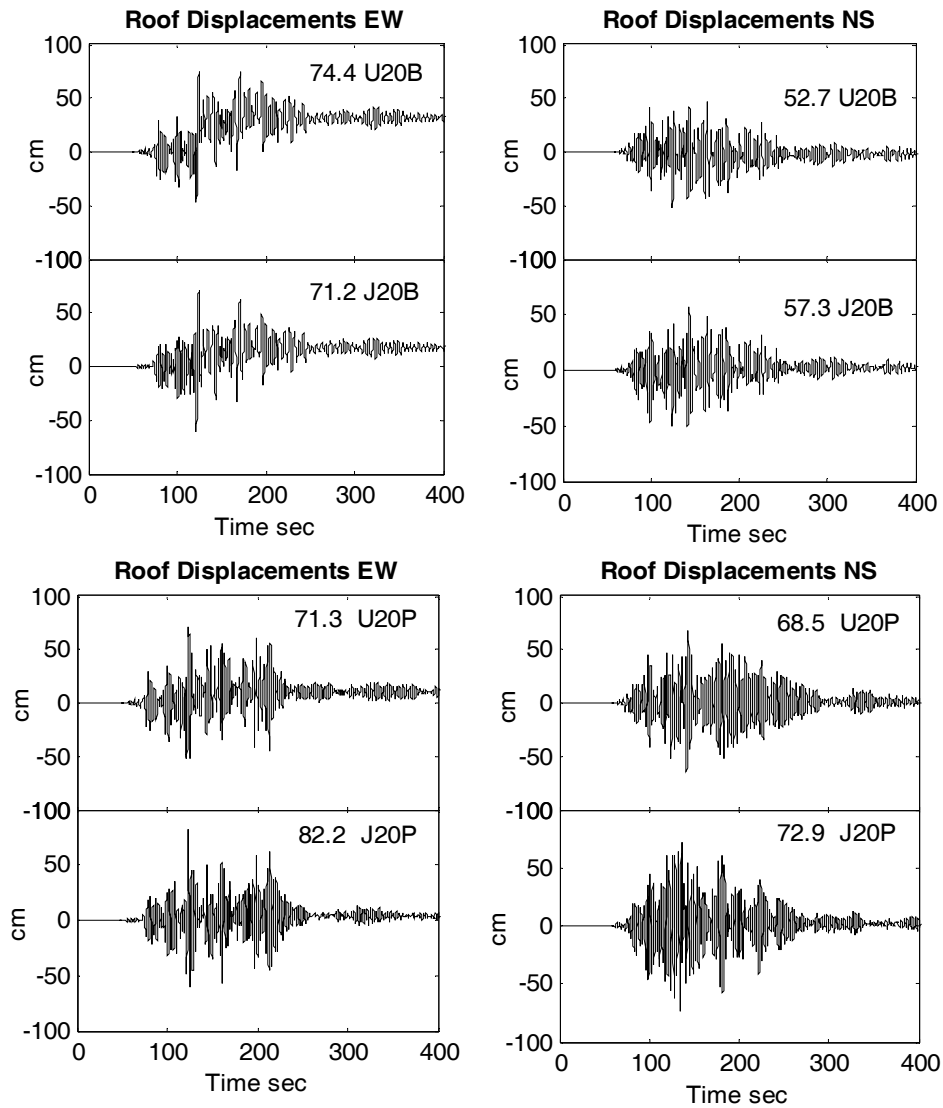 Roof Displacements EW
100
74.4 U20B
50
0
cm
-50
-100
71.2 J20B
50
0
cm
-50
-100
0 100 200 300 400
Time sec
Roof Displacements NS
100
52.7 U20B
50
0
cm
-50
-100
57.3 J20B
50
0
cm
-50
-100
0 100 200 300 400
Time sec
Roof Displacements EW
100
71.3 U20P
50
0
cm
-50
-100
82.2 J20P
50
0
cm
-50
-100
0 100 200 300 400
Time sec
Roof Displacements NS
100
68.5 U20P
50
0
cm
-50
-100
72.9 J20P
50
0
cm
-50
-100
0 100 200 300 400
Time sec